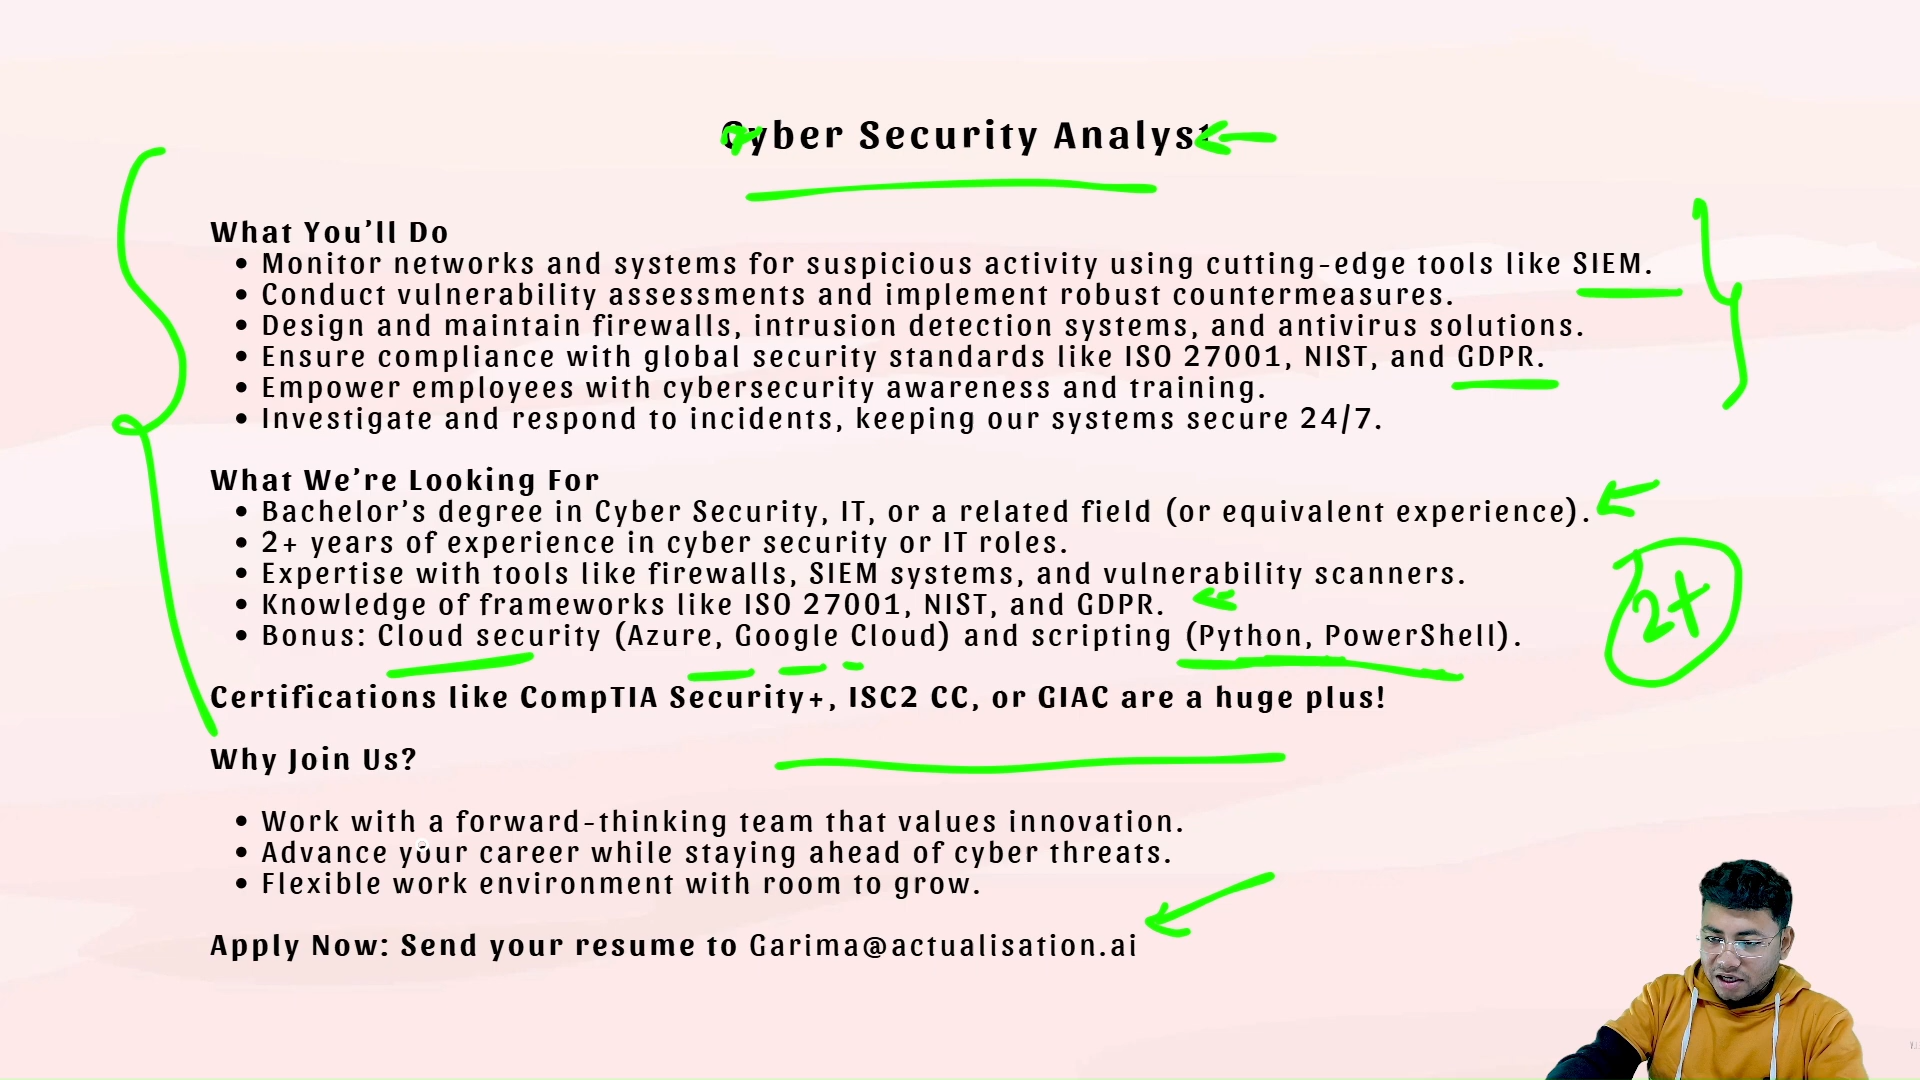 Cyber Security Analyst
What You'll Do
• Monitor networks and systems for suspicious activity using cutting-edge tools like SIEM.
• Conduct vulnerability assessments and implement robust countermeasures.
• Design and maintain firewalls, intrusion detection systems, and antivirus solutions.
• Ensure compliance with global security standards like ISO 27001, NIST, and GDPR.
• Empower employees with cybersecurity awareness and training.
• Investigate and respond to incidents, keeping our systems secure 24/7.
What We're Looking For
• Bachelor's degree in Cyber Security, IT, or a related field (or equivalent experience).
• 2+ years of experience in cyber security or IT roles.
• Expertise with tools like firewalls, SIEM systems, and vulnerability scanners.
• Knowledge of frameworks like ISO 27001, NIST, and GDPR.
2+
• Bonus: Cloud security (Azure, Google Cloud) and scripting (Python, PowerShell).
Certifications like CompTIA Security+, ISC2 CC, or GIAC are a huge plus!
Why Join Us?
• Work with a forward-thinking team that values innovation.
• Advance your career while staying ahead of cyber threats.
• Flexible work environment with room to grow.
Apply Now: Send your resume to Garima@actualisation.ai